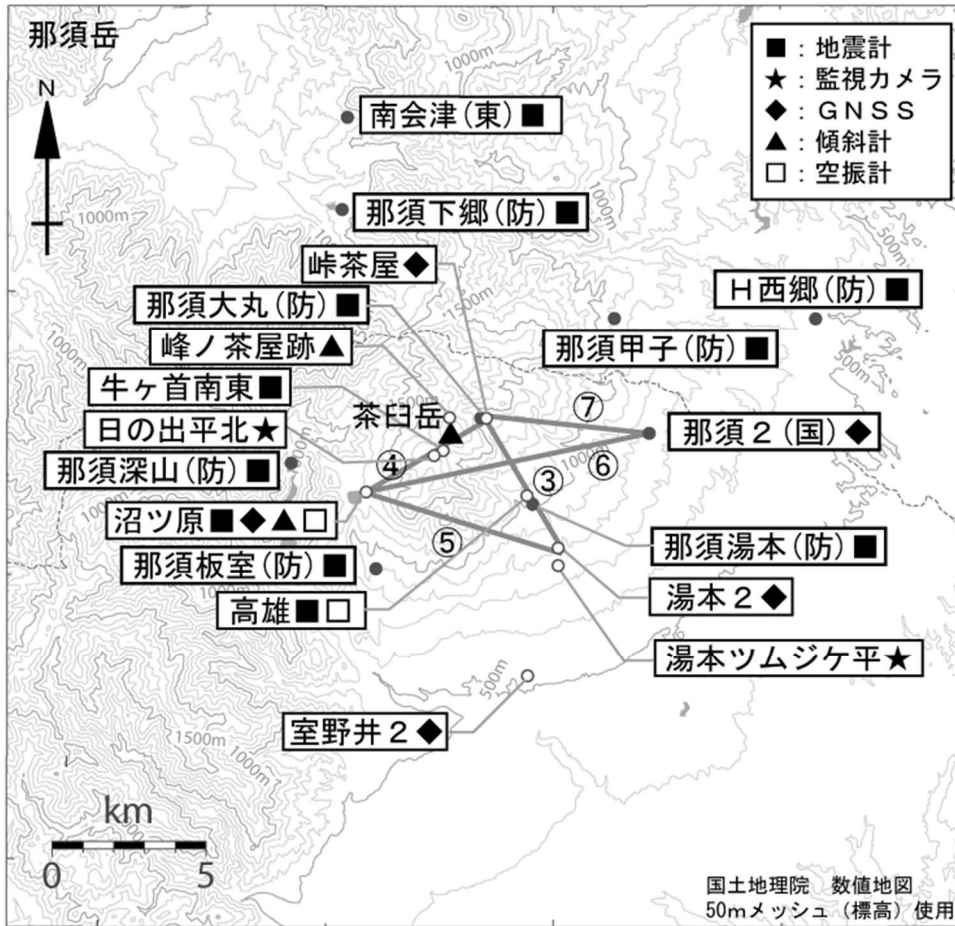 那須岳
N
■：地震計
★：監視カメラ
◆：ＧＮＳＳ
▲：傾斜計
□：空振計
1000m
南会津(東)■
1000m
那須下郷(防)■
峠茶屋◆
1500m
那須大丸(防)■
Ｈ西郷(防)■
峰ノ茶屋跡▲
那須甲子(防)■
1000m
500m
牛ヶ首南東■
1500m
茶臼岳
⑦
日の出平北★
那須２(国)◆
那須深山(防)■
④
⑥
1000m
沼ツ原■◆▲□
③
⑤
那須湯本(防)■
那須板室(防)■
1000m
湯本２◆
高雄■□
湯本ツムジケ平★
500m
室野井２◆
1500m
1000m
km
0
5
国土地理院　数値地図
50mメッシュ（標高）使用